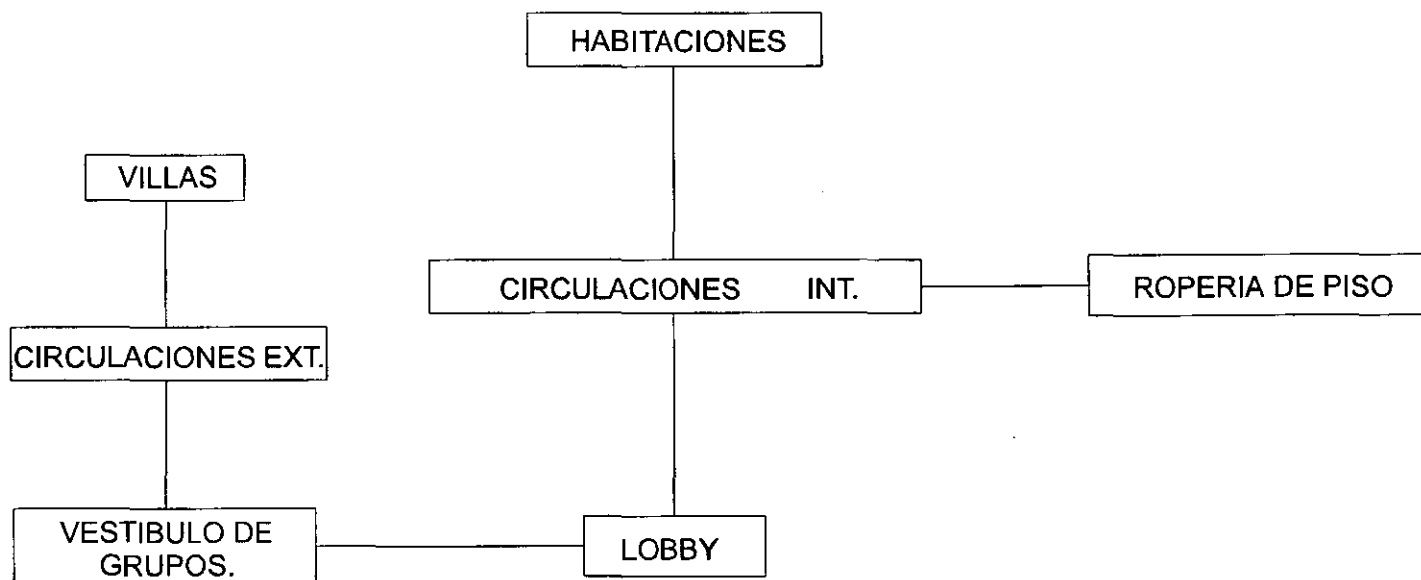 HABITACIONES
VILLAS
CIRCULACIONES INT.
ROPERIA DE PISO
CIRCULACIONES EXT.
VESTIBULO DE
GRUPOS.
LOBBY